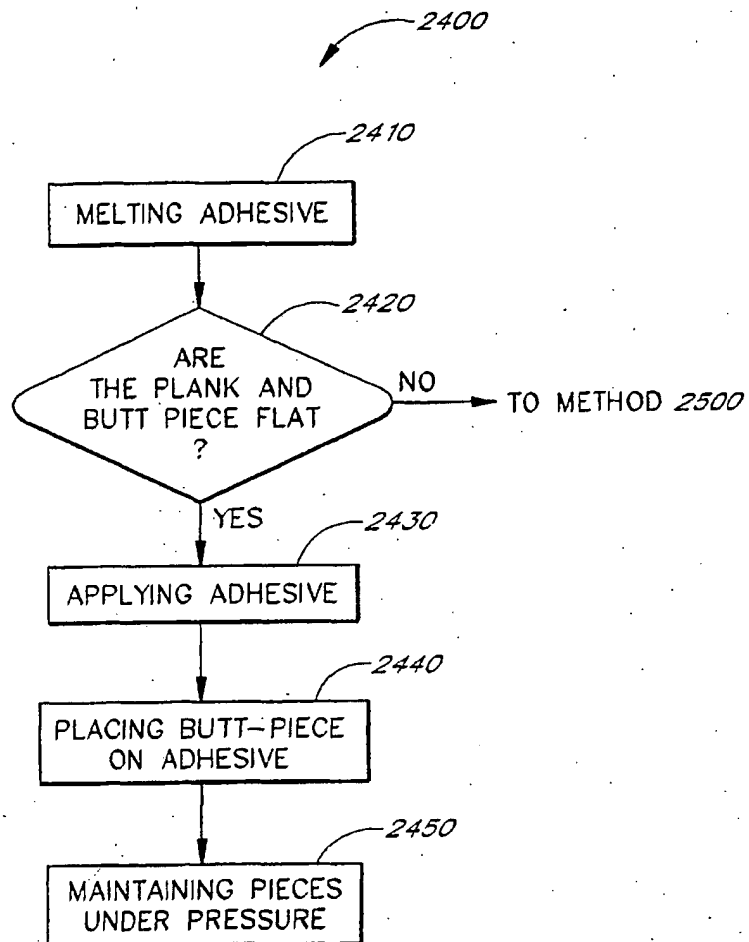 2400
2410
MELTING ADHESIVE
2420
ARE
THE PLANK AND
BUTT PIECE FLAT
?
NO
TO METHOD 2500
YES
2430
APPLYING ADHESIVE
2440
PLACING BUTT-PIECE
ON ADHESIVE
2450
MAINTAINING PIECES
UNDER PRESSURE